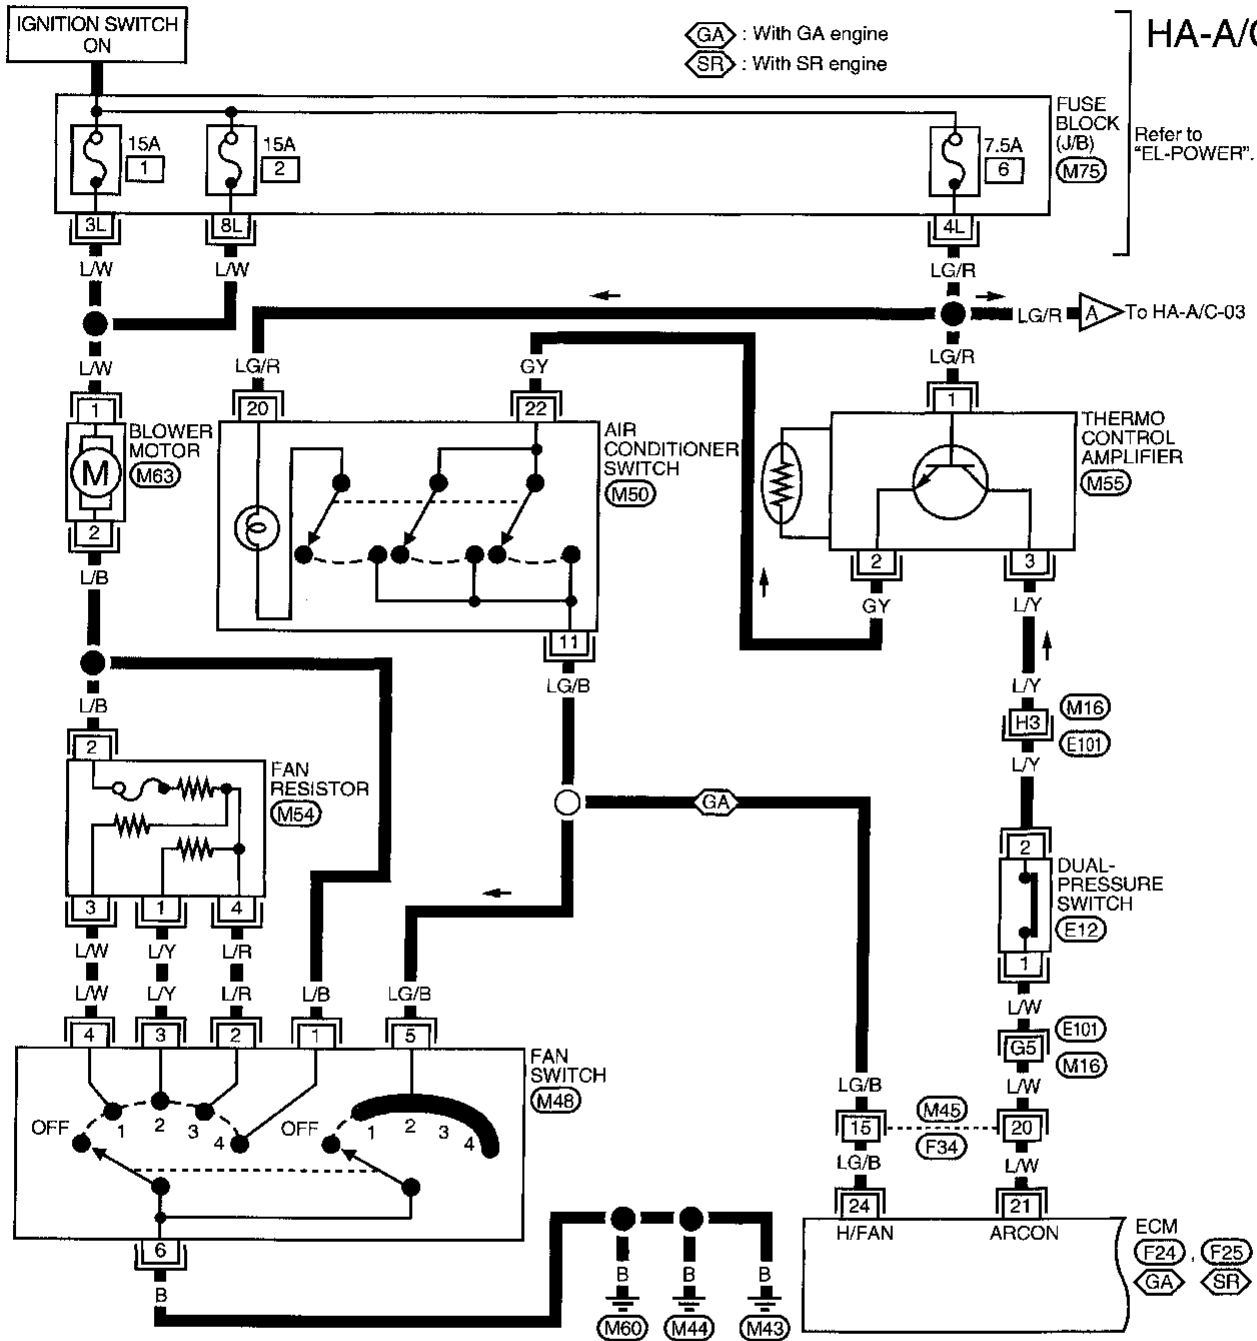 IGNITION SWITCH
ON
GA : With GA engine
SR : With SR engine
HA-A/C
15A
1
15A
2
7.5A
6
FUSE
BLOCK
(J/B)
M75
Refer to
"EL-POWER".
3L
8L
4L
L/W
L/W
LG/R
LG/R
A
To HA-A/C-03
L/W
LG/R
GY
LG/R
1
20
22
1
BLOWER
MOTOR
M63
M
2
AIR
CONDITIONER
SWITCH
M50
THERMO
CONTROL
AMPLIFIER
M55
2
3
L/B
GY
L/Y
11
LG/B
L/B
L/Y
H3
M16
E101
L/Y
2
FAN
RESISTOR
M54
GA
2
DUAL-
PRESSURE
SWITCH
E12
1
3
1
4
L/W
L/Y
L/R
L/W
L/Y
L/R
L/B
LG/B
L/W
4
3
2
1
5
G5
E101
M16
FAN
SWITCH
M48
OFF
1
2
3
4
OFF
1
2
3
4
LG/B
L/W
15
M45
F34
20
LG/B
L/W
24
21
H/FAN
ARCON
ECM
F24 , F25
GA
SR
6
B
B
B
B
M60
M44
M43